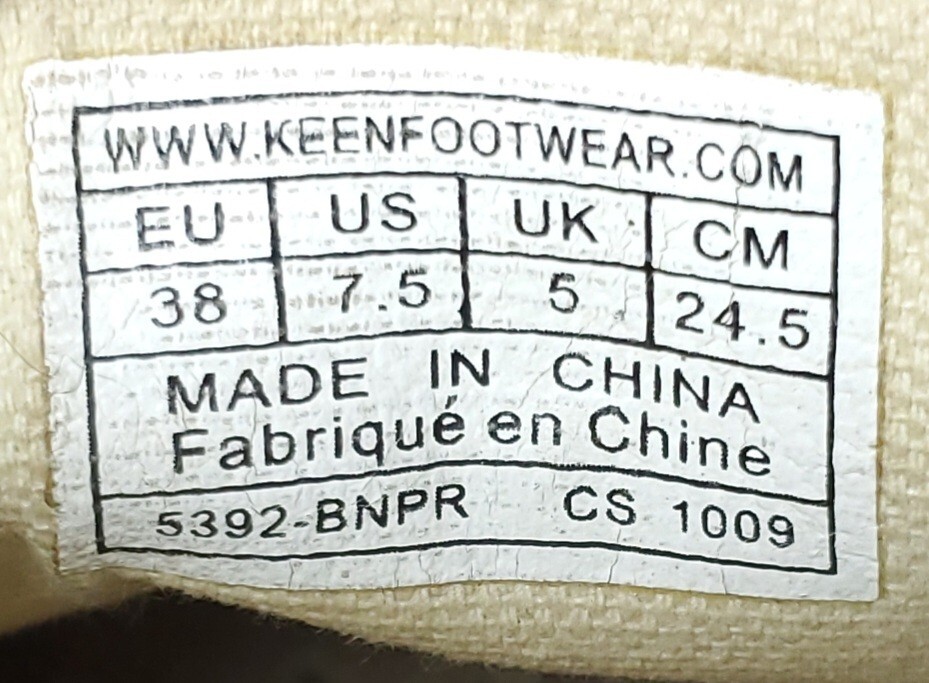 WWW.KEENFOOTWEAR.COM
EU US UK CM
38 7.5 5 24.5
MADE IN CHINA
Fabriqué en Chine
5392-BNPR CS 1009